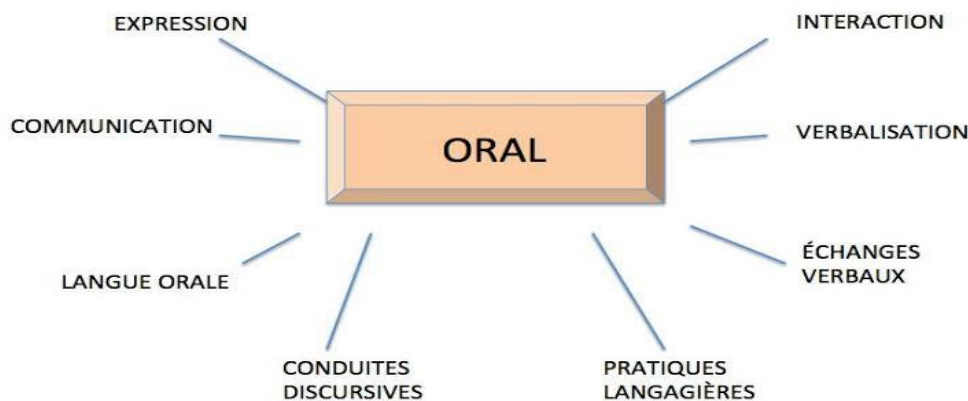 EXPRESSION
INTERACTION
COMMUNICATION
ORAL
VERBALISATION
LANGUE ORALE
ÉCHANGES
VERBAUX
CONDUITES
DISCURSIVES
PRATIQUES
LANGAGIÈRES